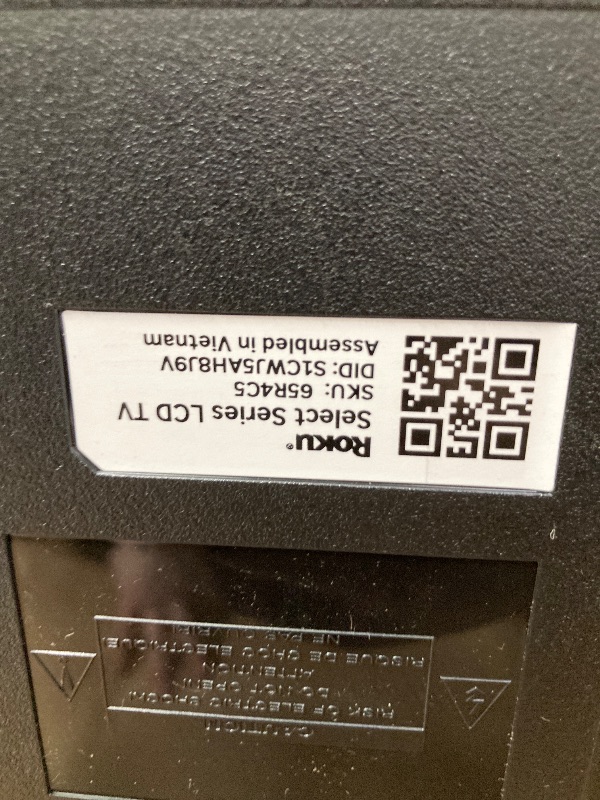 ROKU®
Select Series LCD TV
SKU: 65R4C5
DID: S1CWJ5AH8J9V
Assembled in Vietnam
CAUTION
RISK OF ELECTRIC SHOCK
DO NOT OPEN
ATTENTION
RISQUE DE CHOC ELECTRIQUE
NE PAS OUVRIR